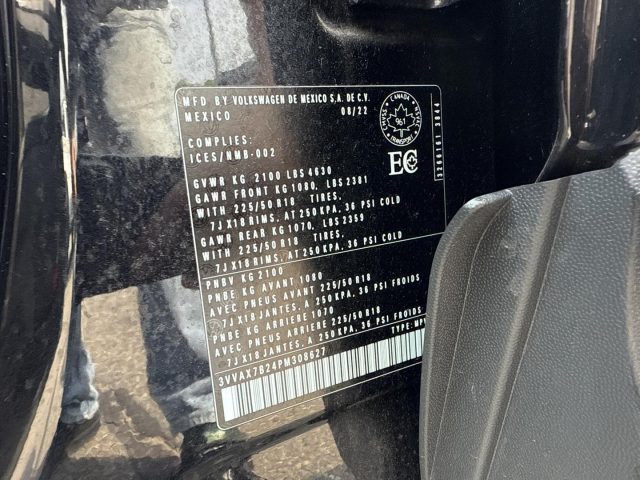 MFD BY VOLKSWAGEN DE MEXICO S.A. DE C.V.
MEXICO 08/22
COMPLIES:
ICES/NMB-002
GVWR KG 2100 LBS 4630
GAWR FRONT KG 1080, LBS 2381
WITH 225/50 R18 TIRES,
7J X18 RIMS, AT 250 KPA, 36 PSI COLD
GAWR REAR KG 1070, LBS 2359
WITH 225/50 R18 TIRES,
7J X18 RIMS, AT 250 KPA, 36 PSI COLD
PNBV KG 2100
PNBE KG AVANT 1080
AVEC PNEUS AVANT 225/50 R18
7J X18 JANTES, A 250 KPA, 36 PSI FROIDS
PNBE KG ARRIERE 1070
AVEC PNEUS ARRIERE 225/50 R18
7J X18 JANTES, A 250 KPA, 36 PSI FROIDS
TYPE: MPV
3VVAX7B24PM308627
CANADA
961
TRANSPORT
EC